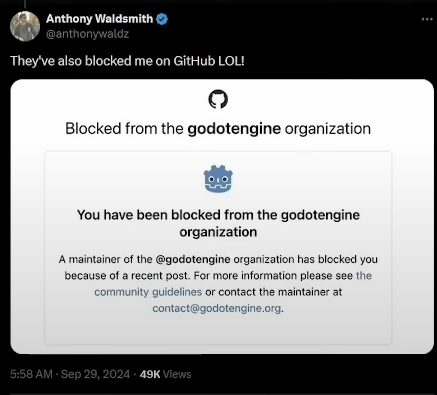 Anthony Waldsmith
@anthonywaldz
They've also blocked me on GitHub LOL!
Blocked from the godotengine organization
You have been blocked from the godotengine
organization
A maintainer of the @godotengine organization has blocked you
because of a recent post. For more information please see the
community guidelines or contact the maintainer at
contact@godotengine.org.
5:58 AM · Sep 29, 2024 · 49K Views